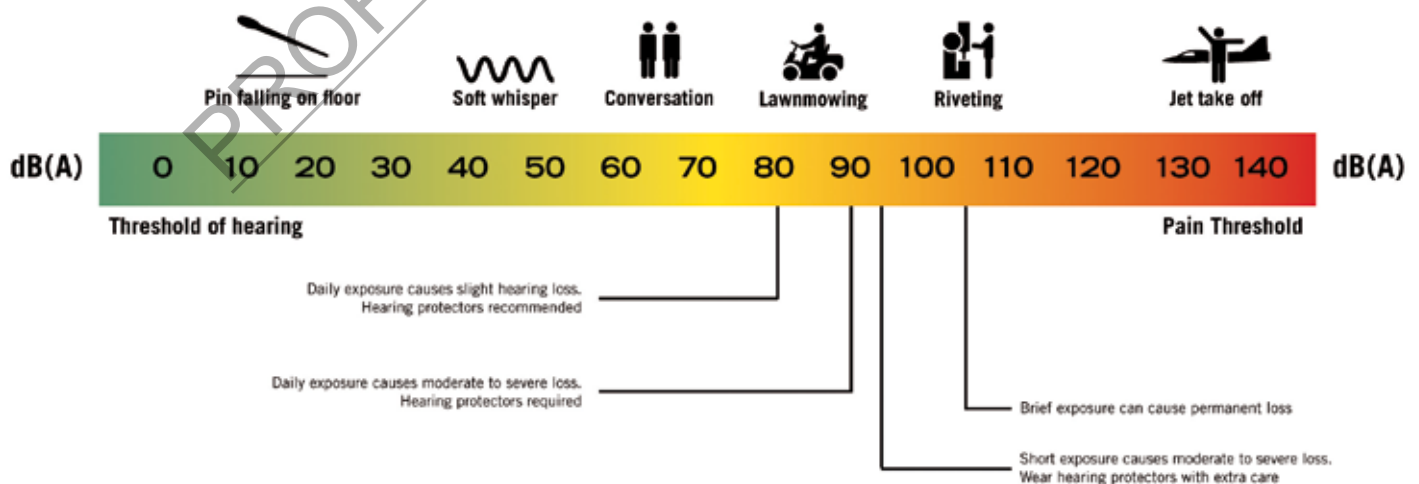 PROF
Pin falling on floor
Soft whisper
Conversation
Lawnmowing
Riveting
Jet take off
dB(A) 0 10 20 30 40 50 60 70 80 90 100 110 120 130 140 dB(A)
Threshold of hearing
Pain Threshold
Daily exposure causes slight hearing loss.
Hearing protectors recommended
Daily exposure causes moderate to severe loss.
Hearing protectors required
Brief exposure can cause permanent loss
Short exposure causes moderate to severe loss.
Wear hearing protectors with extra care